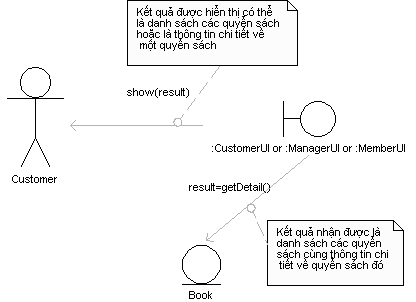 Kết quả được hiển thị có thể
là danh sách các quyển sách
hoặc là thông tin chi tiết về
một quyển sách
show(result)
:CustomerUI or :ManagerUI or :MemberUI
Customer
result=getDetail()
Kết quả nhận được là
danh sách các quyển
sách cùng thông tin chi
tiết về quyển sách đó
Book